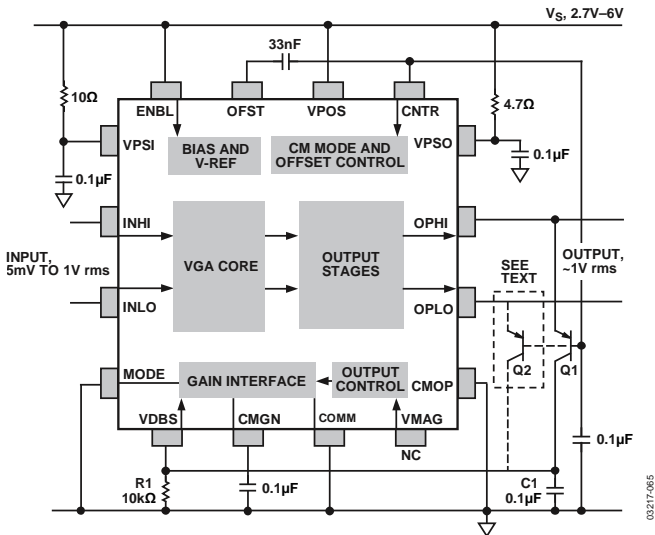 VS, 2.7V–6V
33nF
10Ω
4.7Ω
ENBL
OFST
VPOS
CNTR
VPSI
BIAS AND
V-REF
CM MODE AND
OFFSET CONTROL
VPSO
0.1µF
0.1µF
INHI
OPHI
INPUT,
5mV TO 1V rms
VGA CORE
OUTPUT
STAGES
SEE
TEXT
OUTPUT,
~1V rms
INLO
OPLO
Q2
Q1
MODE
GAIN INTERFACE
OUTPUT
CONTROL
CMOP
VDBS
CMGN
COMM
VMAG
NC
0.1µF
R1
10kΩ
0.1µF
C1
0.1µF
03217-065